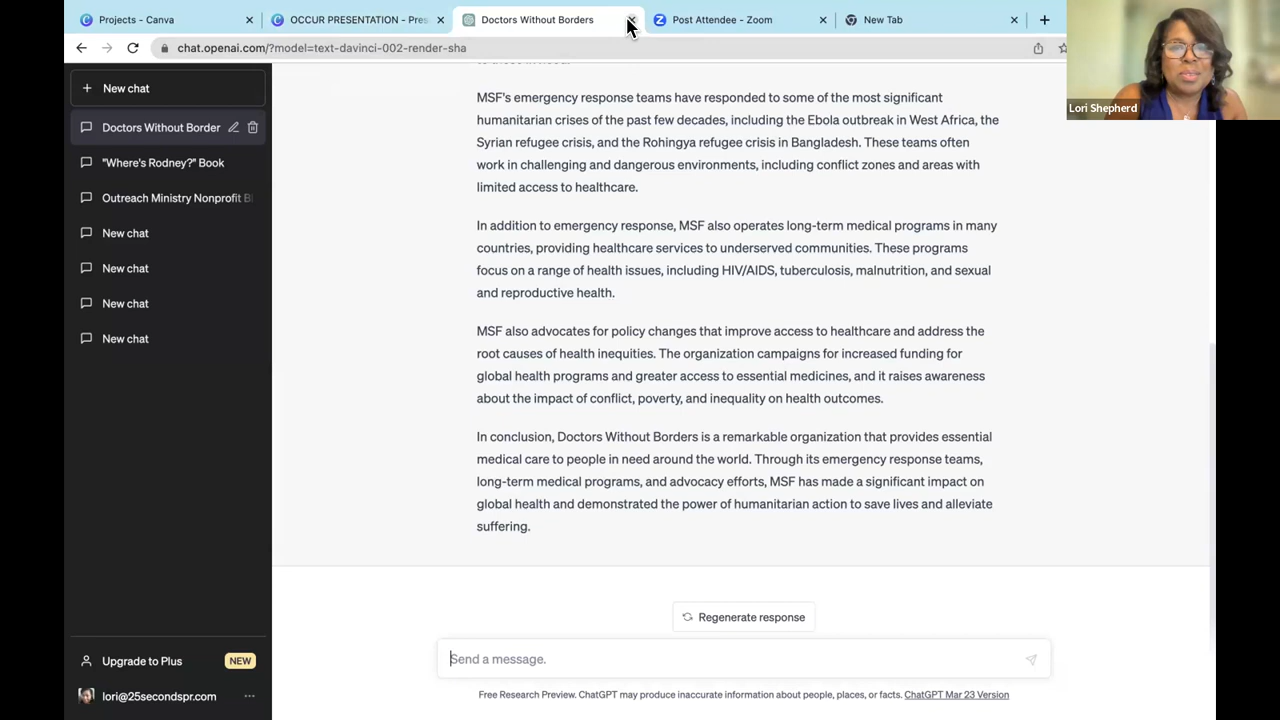 Projects - Canva
OCCUR PRESENTATION - Pres
Doctors Without Borders
Post Attendee - Zoom
New Tab
chat.openai.com/?model=text-davinci-002-render-sha
Lori Shepherd
New chat
Doctors Without Border
"Where's Rodney?" Book
Outreach Ministry Nonprofit B
New chat
New chat
New chat
New chat
Upgrade to Plus
NEW
lori@25secondspr.com
MSF's emergency response teams have responded to some of the most significant
humanitarian crises of the past few decades, including the Ebola outbreak in West Africa, the
Syrian refugee crisis, and the Rohingya refugee crisis in Bangladesh. These teams often
work in challenging and dangerous environments, including conflict zones and areas with
limited access to healthcare.
In addition to emergency response, MSF also operates long-term medical programs in many
countries, providing healthcare services to underserved communities. These programs
focus on a range of health issues, including HIV/AIDS, tuberculosis, malnutrition, and sexual
and reproductive health.
MSF also advocates for policy changes that improve access to healthcare and address the
root causes of health inequities. The organization campaigns for increased funding for
global health programs and greater access to essential medicines, and it raises awareness
about the impact of conflict, poverty, and inequality on health outcomes.
In conclusion, Doctors Without Borders is a remarkable organization that provides essential
medical care to people in need around the world. Through its emergency response teams,
long-term medical programs, and advocacy efforts, MSF has made a significant impact on
global health and demonstrated the power of humanitarian action to save lives and alleviate
suffering.
Regenerate response
Send a message.
Free Research Preview. ChatGPT may produce inaccurate information about people, places, or facts. ChatGPT Mar 23 Version